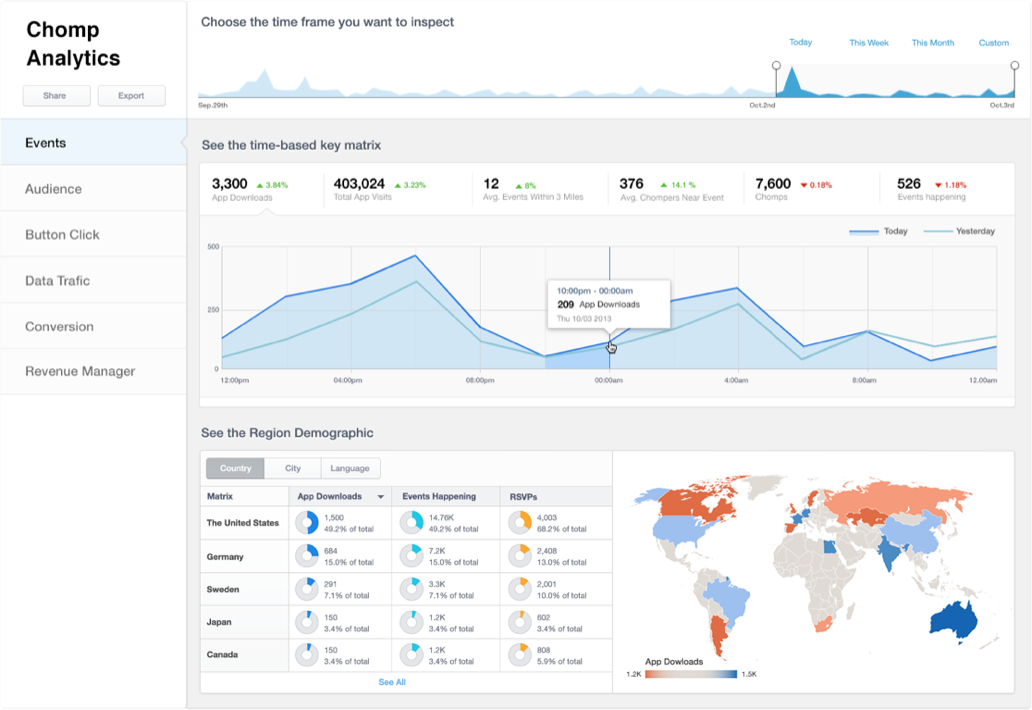 Chomp
Analytics
Share
Export
Events
Audience
Button Click
Data Trafic
Conversion
Revenue Manager
Choose the time frame you want to inspect
Today
This Week
This Month
Custom
Sep.29th
Oct.2nd
Oct.3rd
See the time-based key matrix
3,300 3.84%
App Downloads
403,024 3.23%
Total App Visits
12 8%
Avg. Events Within 3 Miles
376 14.1 %
Avg. Chompers Near Event
7,600 0.18%
Chomps
526 1.18%
Events happening
Today
Yesterday
500
250
0
10:00pm - 00:00am
209 App Downloads
Thu 10/03 2013
12:00pm
04:00pm
08:00pm
00:00am
4:00am
8:00am
12.00am
See the Region Demographic
Country
City
Language
Matrix
App Downloads
Events Happening
RSVPs
The United States
1,500
49.2% of total
14.76K
49.2% of total
4,003
68.2% of total
Germany
684
15.0% of total
7.2K
15.0% of total
2,408
13.0% of total
Sweden
291
7.1% of total
3.3K
7.1% of total
2,001
10.0% of total
Japan
150
3.4% of total
1.2K
3.4% of total
602
3.4% of total
Canada
150
3.4% of total
1.2K
3.4% of total
808
5.9% of total
See All
App Dowloads
1.2K
1.5K